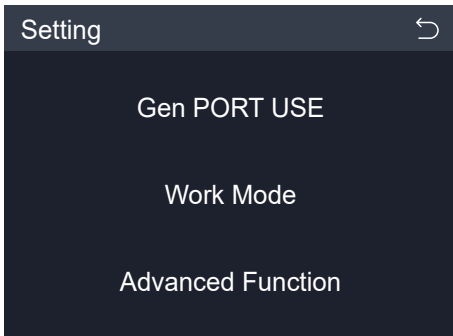 Setting
Gen PORT USE
Work Mode
Advanced Function